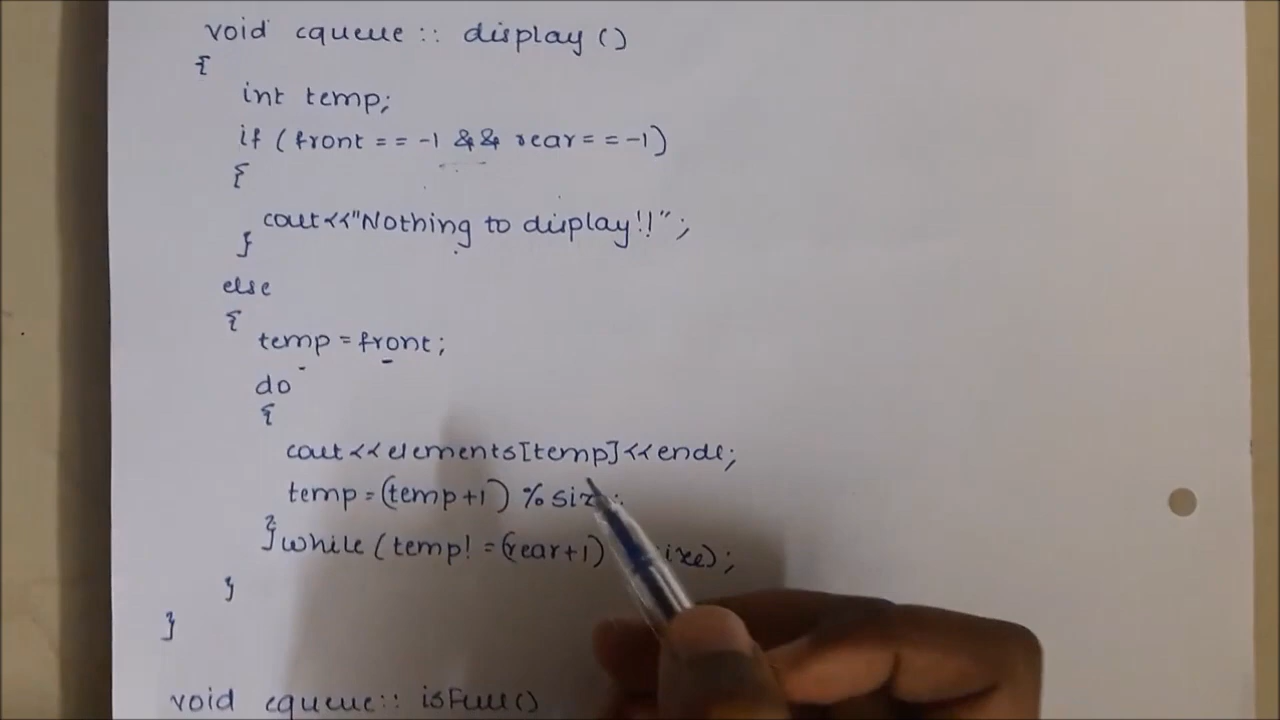 void cqueue :: display ()
{
int temp;
if ( front = = -1 && rear = = -1 )
{
cout<<"Nothing to display!!";
}
else
{
temp = front;
do
{
cout<<elements[temp]<<endl;
temp = (temp+1) %
} while ( temp! = (rear+1)
}
}
void cqueue :: isFull()